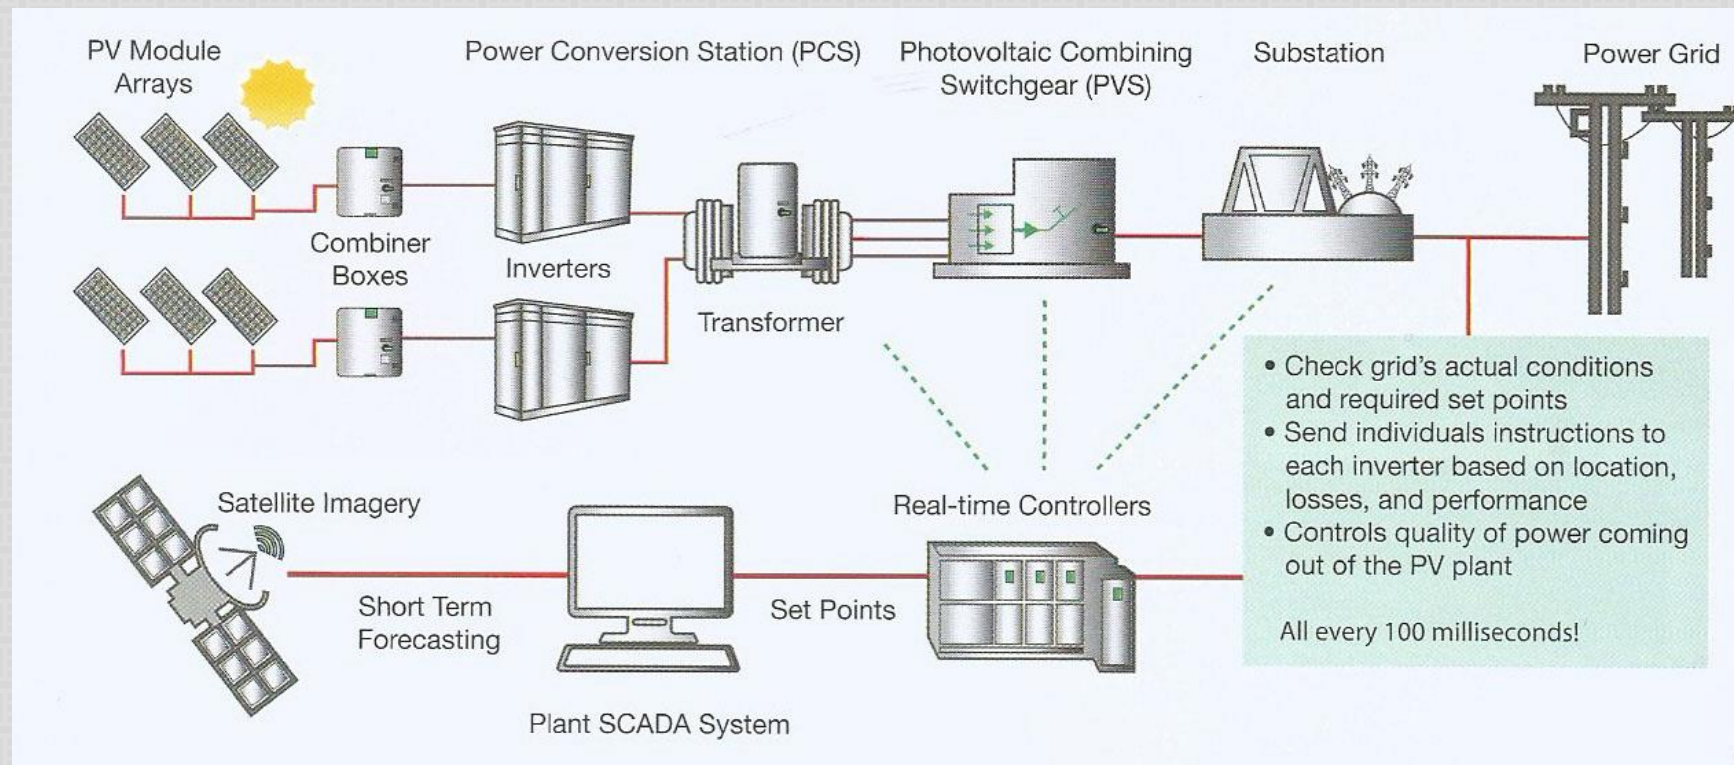 PV Module
Arrays
Power Conversion Station (PCS)
Photovoltaic Combining
Switchgear (PVS)
Substation
Power Grid
Combiner
Boxes
Inverters
Transformer
• Check grid's actual conditions
and required set points
• Send individuals instructions to
each inverter based on location,
losses, and performance
• Controls quality of power coming
out of the PV plant
All every 100 milliseconds!
Satellite Imagery
Real-time Controllers
Short Term
Forecasting
Set Points
Plant SCADA System